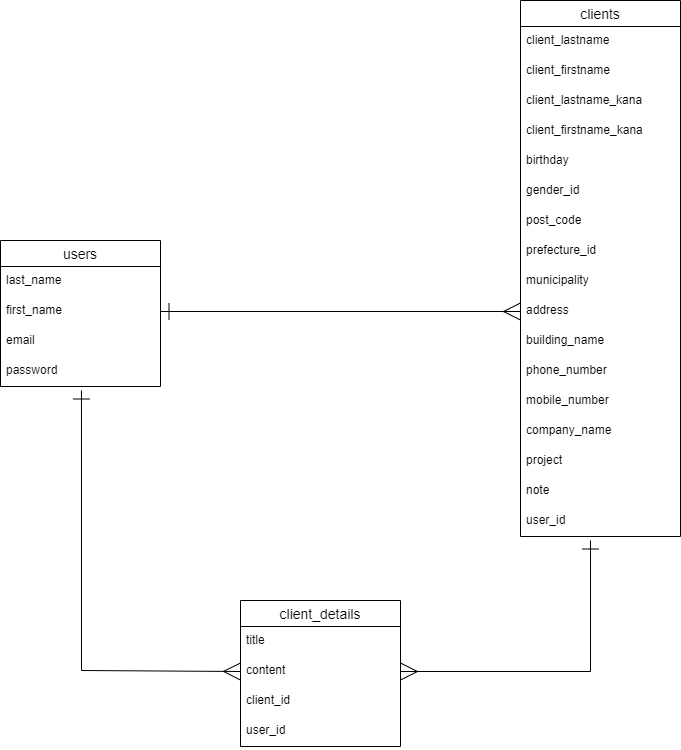 clients
client_lastname
client_firstname
client_lastname_kana
client_firstname_kana
birthday
gender_id
post_code
prefecture_id
municipality
address
building_name
phone_number
mobile_number
company_name
project
note
user_id
users
last_name
first_name
email
password
client_details
title
content
client_id
user_id